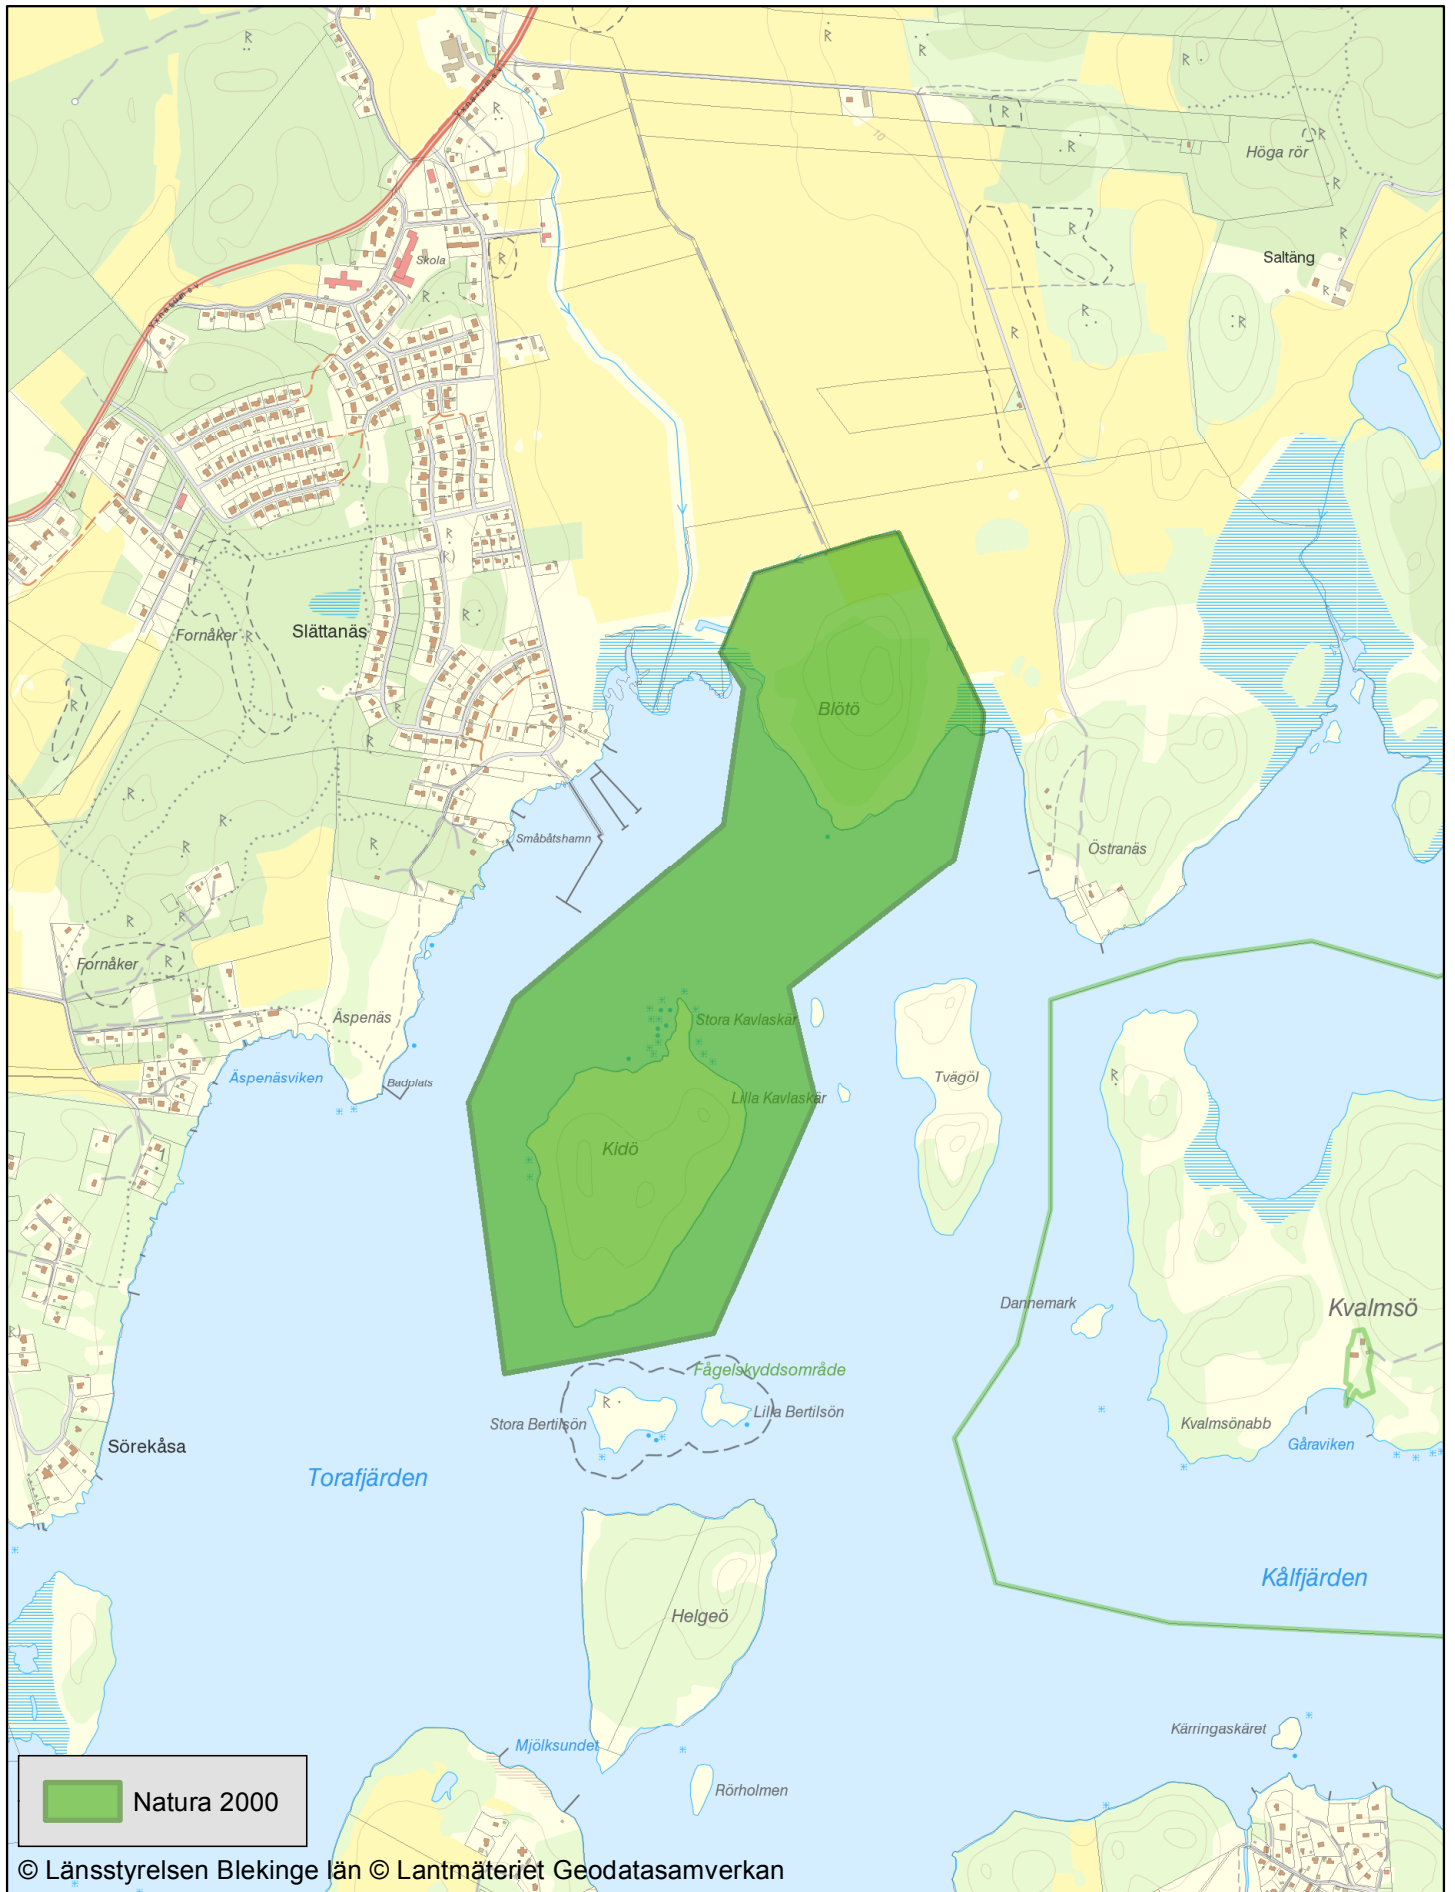 Yxnäsumsv.
Höga rör
Skola
Saltäng
Yxnäsumsv.
Fornåker
Slättanäs
Blötö
Småbåtshamn
Östranäs
Fornåker
Äspenäs
Stora Kavlaskär
Äspenäsviken
Badplats
Tvägöl
Lilla Kavlaskär
Kidö
Dannemark
Kvalmsö
Fågelskyddsområde
Stora Bertilsön
Lilla Bertilsön
Kvalmsönabb
Gåraviken
Sörekåsa
Torafjärden
Kålfjärden
Helgeö
Kärringaskäret
Mjölksundet
Rörholmen
Natura 2000
© Länsstyrelsen Blekinge län © Lantmäteriet Geodatasamverkan